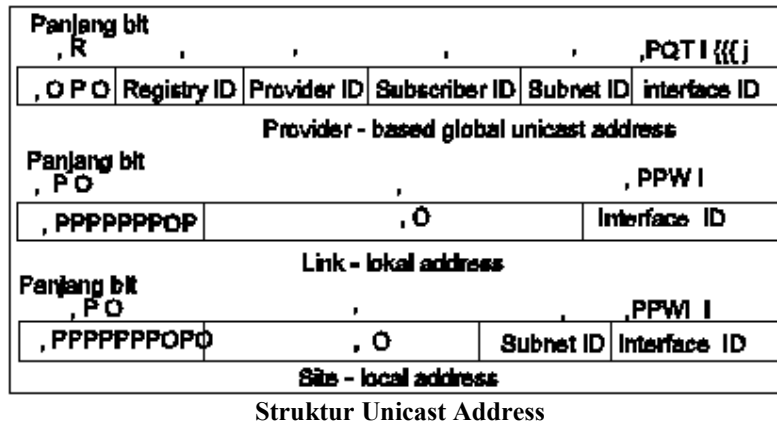 Panjang bit
, R , , , , ,PQT I {{{ j
, O P O Registry ID Provider ID Subscriber ID Subnet ID interface ID
Provider - based global unicast address
Panjang bit
, P O , , PPW I
, PPPPPPPOP , O Interface ID
Link - lokal address
Panjang bit
, P O , , ,PPWI I
, PPPPPPPOPO , O Subnet ID Interface ID
Site - local address
Struktur Unicast Address